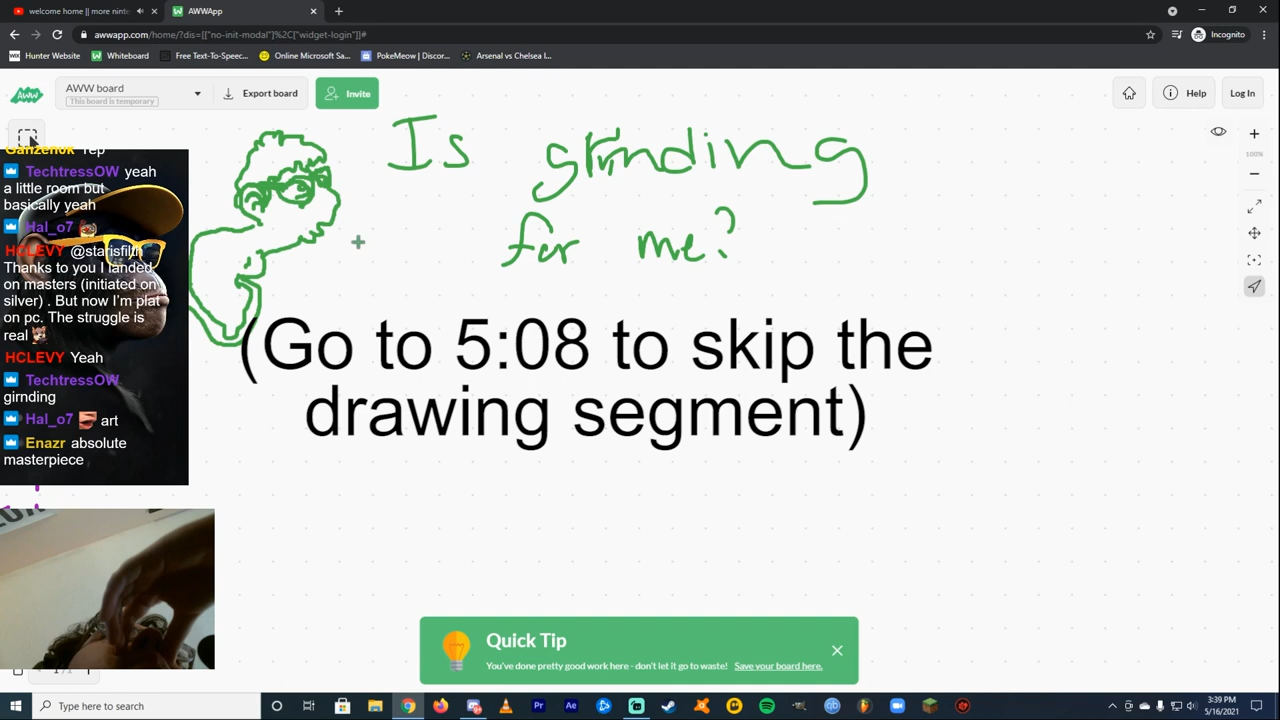 welcome home || more ninten
AWWApp
awwapp.com/home/?dis=[["no-init-modal"]%2C["widget-login"]]#
Incognito
Hunter Website
Whiteboard
Free Text-To-Speec...
Online Microsoft Sa...
PokeMeow | Discor...
Arsenal vs Chelsea l...
AWW
AWW board
This board is temporary
Export board
Invite
Help
Log In
100%
Is grinding
for me?
Ganzenok Yep
TechtressOW yeah
a little room but
basically yeah
Hal_o7
HCLEVY @starisfilth
Thanks to you I landed
on masters (initiated on
silver) . But now I'm plat
on pc. The struggle is
real
HCLEVY Yeah
TechtressOW
girnding
Hal_o7 art
Enazr absolute
masterpiece
(Go to 5:08 to skip the
drawing segment)
Quick Tip
You've done pretty good work here - don't let it go to waste! Save your board here.
Type here to search
3:39 PM
5/16/2021